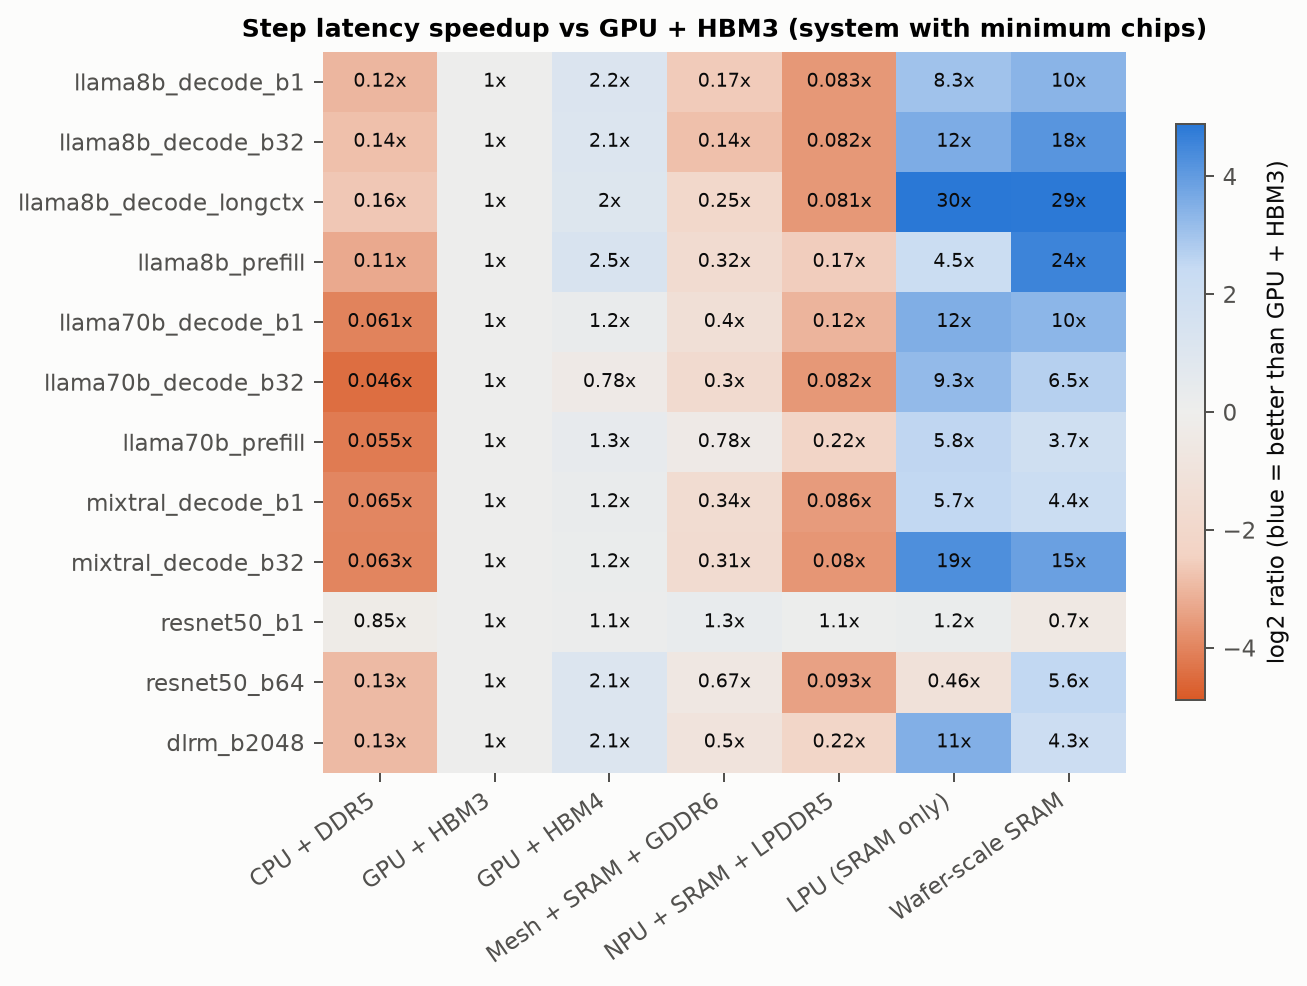 Step latency speedup vs GPU + HBM3 (system with minimum chips)
llama8b_decode_b1 0.12x 1x 2.2x 0.17x 0.083x 8.3x 10x
llama8b_decode_b32 0.14x 1x 2.1x 0.14x 0.082x 12x 18x
llama8b_decode_longctx 0.16x 1x 2x 0.25x 0.081x 30x 29x
llama8b_prefill 0.11x 1x 2.5x 0.32x 0.17x 4.5x 24x
llama70b_decode_b1 0.061x 1x 1.2x 0.4x 0.12x 12x 10x
llama70b_decode_b32 0.046x 1x 0.78x 0.3x 0.082x 9.3x 6.5x
llama70b_prefill 0.055x 1x 1.3x 0.78x 0.22x 5.8x 3.7x
mixtral_decode_b1 0.065x 1x 1.2x 0.34x 0.086x 5.7x 4.4x
mixtral_decode_b32 0.063x 1x 1.2x 0.31x 0.08x 19x 15x
resnet50_b1 0.85x 1x 1.1x 1.3x 1.1x 1.2x 0.7x
resnet50_b64 0.13x 1x 2.1x 0.67x 0.093x 0.46x 5.6x
dlrm_b2048 0.13x 1x 2.1x 0.5x 0.22x 11x 4.3x
CPU + DDR5
GPU + HBM3
GPU + HBM4
Mesh + SRAM + GDDR6
NPU + SRAM + LPDDR5
LPU (SRAM only)
Wafer-scale SRAM
4
2
0
−2
−4
log2 ratio (blue = better than GPU + HBM3)